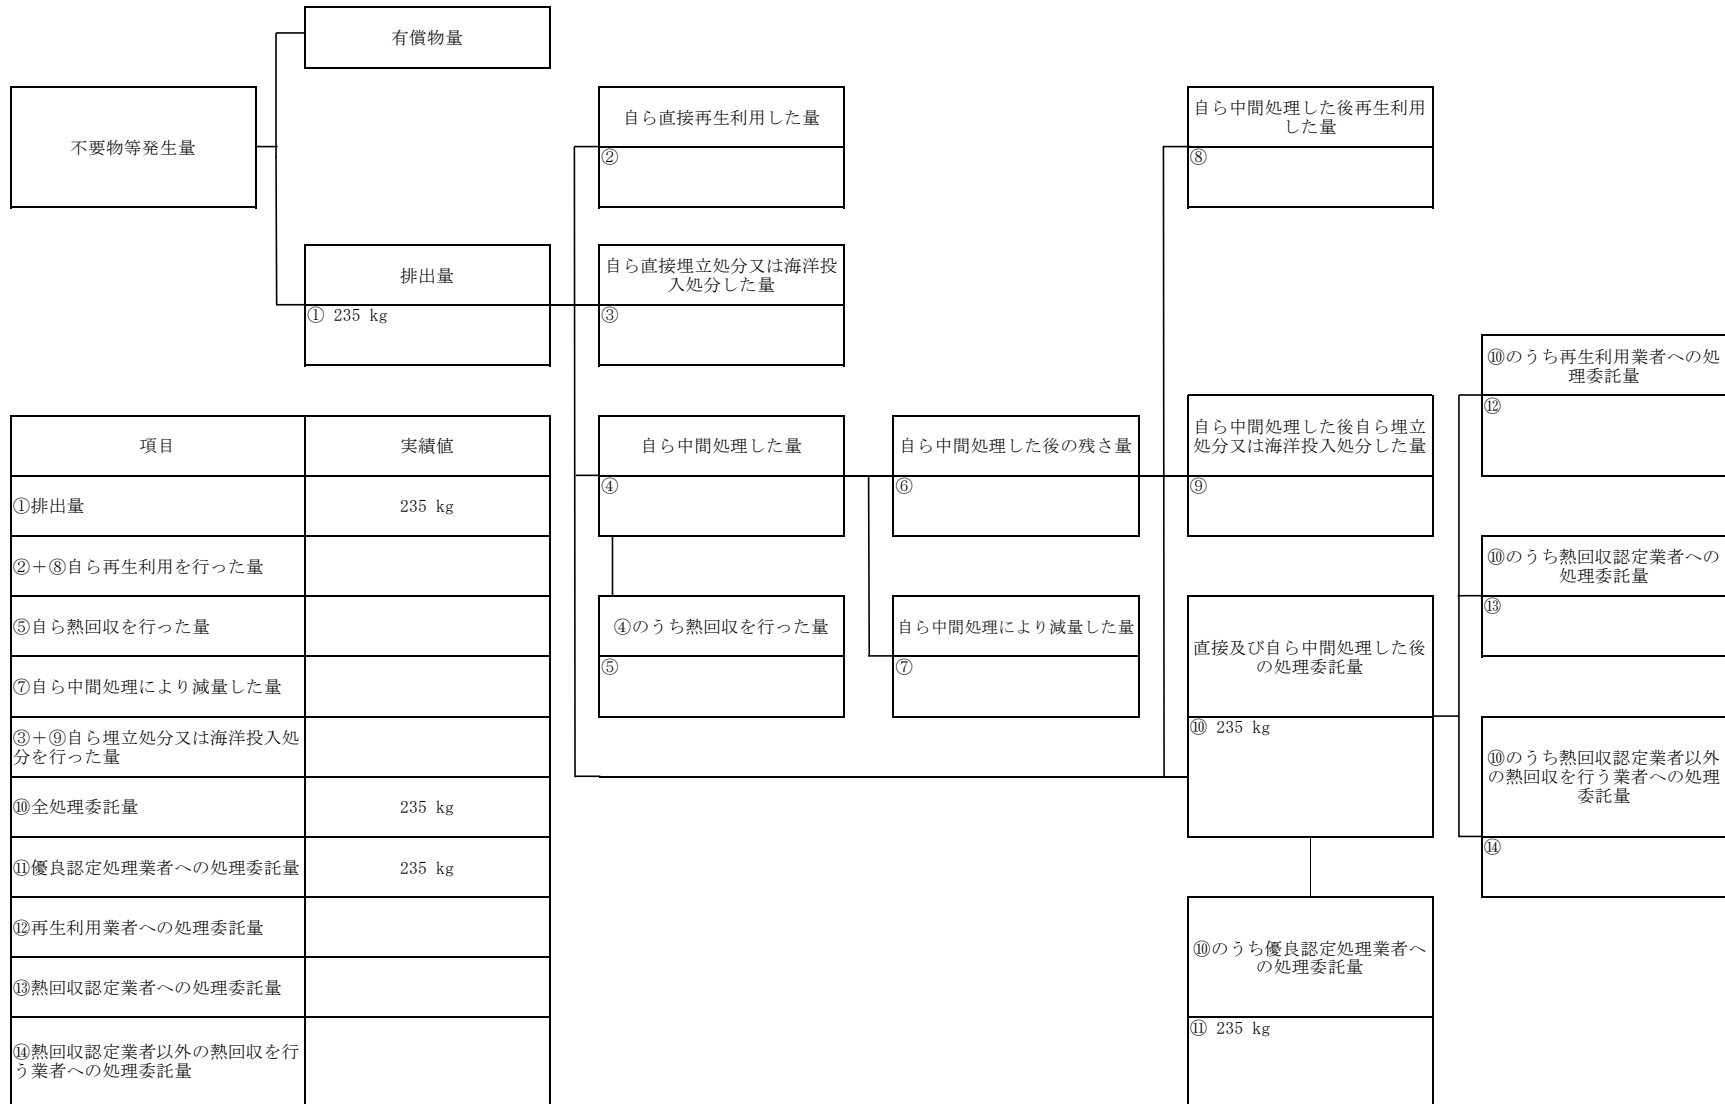 有償物量
不要物等発生量
自ら直接再生利用した量
②
自ら中間処理した後再生利用
した量
⑧
排出量
① 235 kg
自ら直接埋立処分又は海洋投
入処分した量
③
⑩のうち再生利用業者への処
理委託量
⑫
自ら中間処理した量
④
自ら中間処理した後の残さ量
⑥
自ら中間処理した後自ら埋立
処分又は海洋投入処分した量
⑨
⑩のうち熱回収認定業者への
処理委託量
⑬
④のうち熱回収を行った量
⑤
自ら中間処理により減量した量
⑦
直接及び自ら中間処理した後
の処理委託量
⑩ 235 kg
⑩のうち熱回収認定業者以外
の熱回収を行う業者への処理
委託量
⑭
⑩のうち優良認定処理業者へ
の処理委託量
⑪ 235 kg
項目 実績値
①排出量 235 kg
②+⑧自ら再生利用を行った量
⑤自ら熱回収を行った量
⑦自ら中間処理により減量した量
③+⑨自ら埋立処分又は海洋投入処
分を行った量
⑩全処理委託量 235 kg
⑪優良認定処理業者への処理委託量 235 kg
⑫再生利用業者への処理委託量
⑬熱回収認定業者への処理委託量
⑭熱回収認定業者以外の熱回収を行
う業者への処理委託量